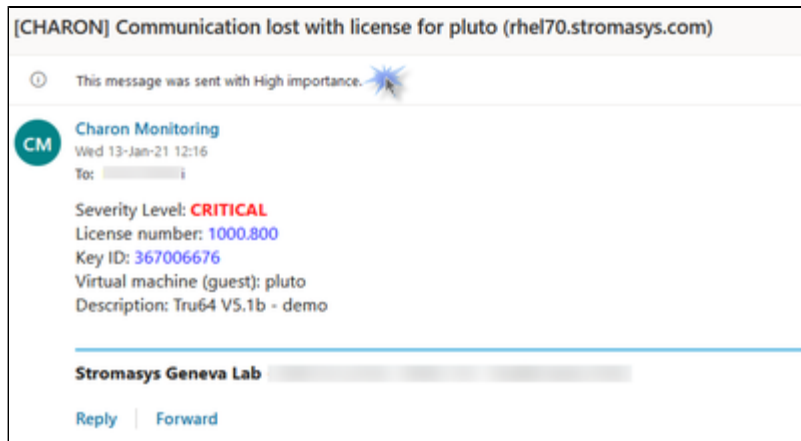 [CHARON] Communication lost with license for pluto (rhel70.stromasys.com)
This message was sent with High importance.
CM
Charon Monitoring
Wed 13-Jan-21 12:16
To:
Severity Level: CRITICAL
License number: 1000.800
Key ID: 367006676
Virtual machine (guest): pluto
Description: Tru64 V5.1b - demo
Stromasys Geneva Lab
Reply Forward